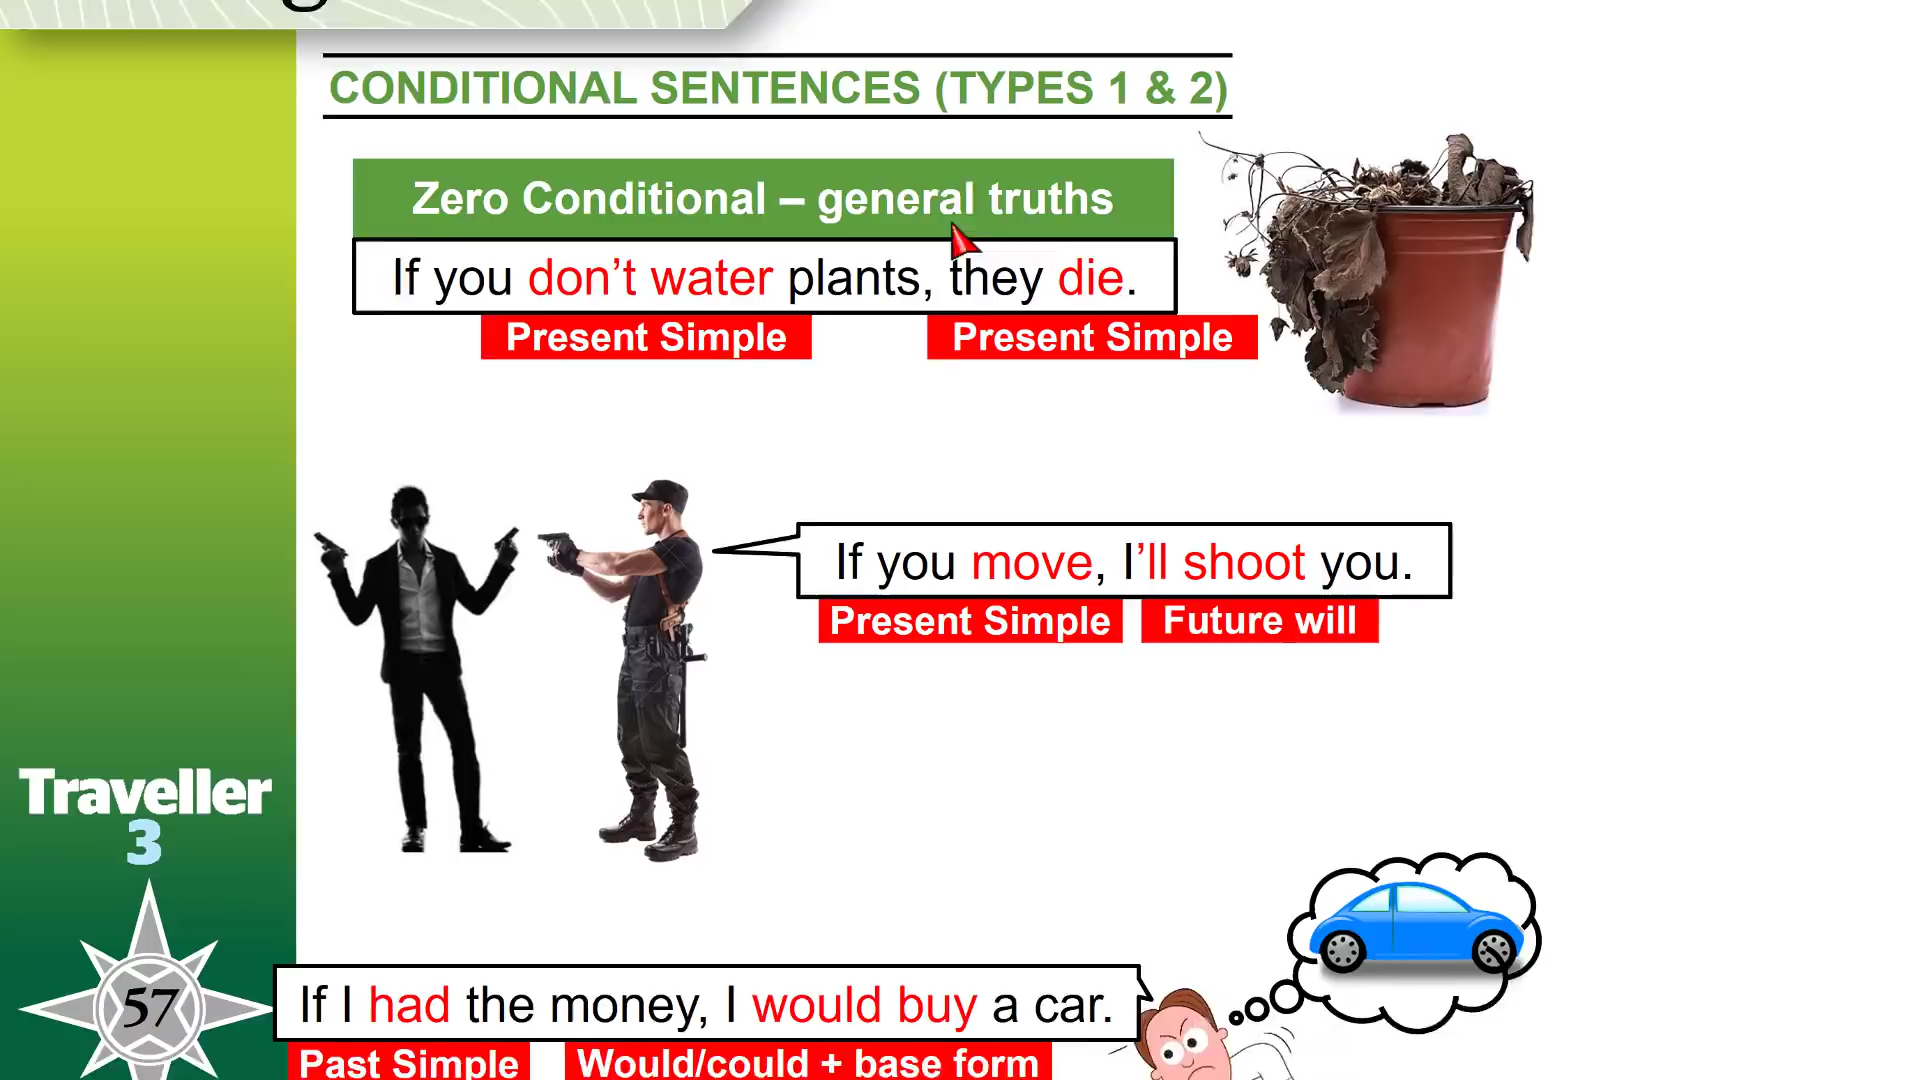 CONDITIONAL SENTENCES (TYPES 1 & 2)
Zero Conditional – general truths
If you don’t water plants, they die.
Present Simple Present Simple
If you move, I’ll shoot you.
Present Simple Future will
Traveller
3
57
If I had the money, I would buy a car.
Past Simple Would/could + base form